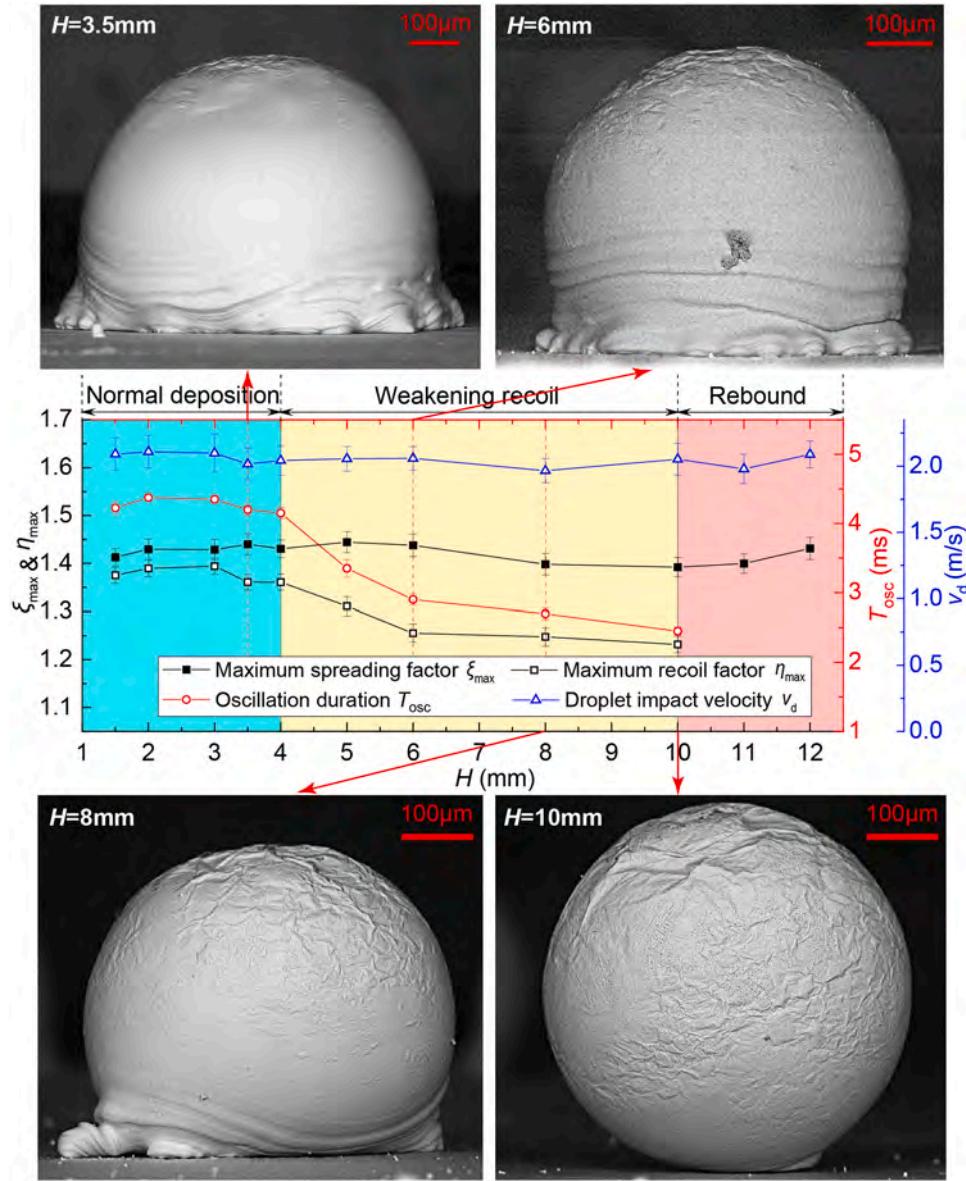 H=3.5mm
100μm
H=6mm
100μm
Normal deposition
Weakening recoil
Rebound
1.7
1.6
1.5
1.4
1.3
1.2
1.1
ξmax & ηmax
5
4
3
2
1
Tosc (ms)
2.0
1.5
1.0
0.5
0.0
vd (m/s)
Maximum spreading factor ξmax
Maximum recoil factor ηmax
Oscillation duration Tosc
Droplet impact velocity vd
1 2 3 4 5 6 7 8 9 10 11 12
H (mm)
H=8mm
100μm
H=10mm
100μm